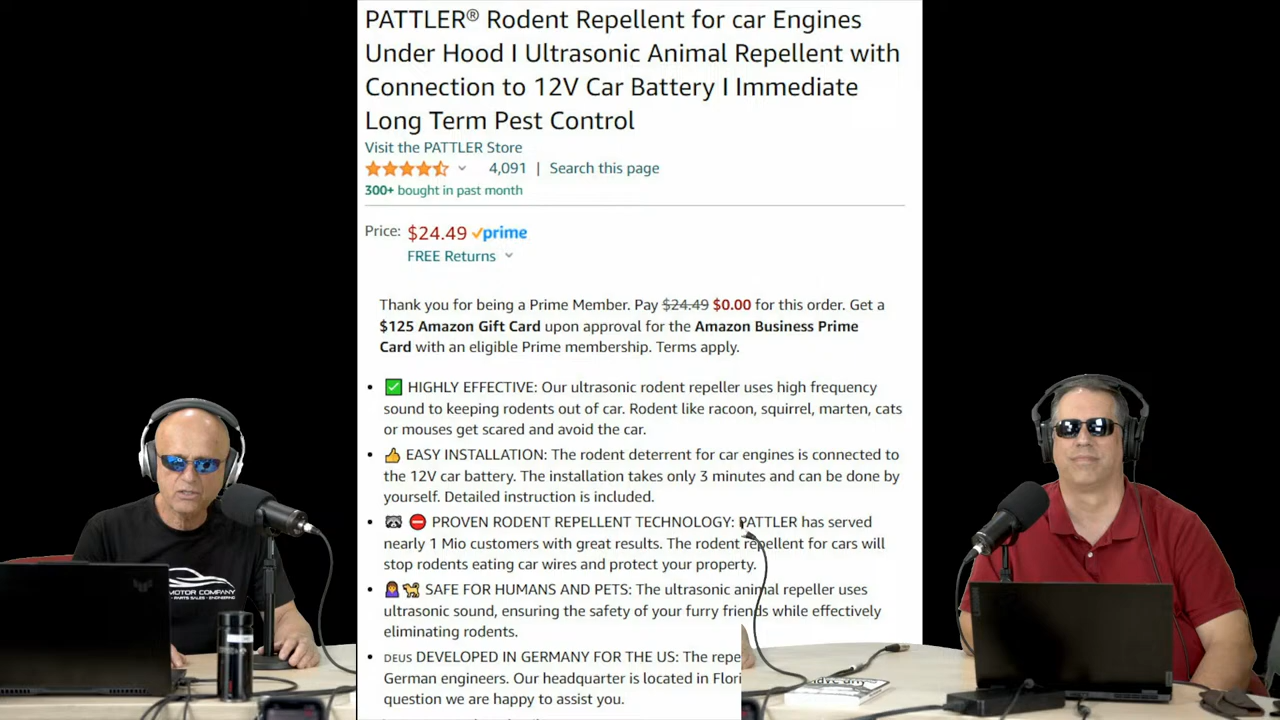 PATTLER® Rodent Repellent for car Engines
Under Hood I Ultrasonic Animal Repellent with
Connection to 12V Car Battery I Immediate
Long Term Pest Control
Visit the PATTLER Store
4,091 | Search this page
300+ bought in past month
Price: $24.49 prime
FREE Returns
Thank you for being a Prime Member. Pay $24.49 $0.00 for this order. Get a
$125 Amazon Gift Card upon approval for the Amazon Business Prime
Card with an eligible Prime membership. Terms apply.
• ✅ HIGHLY EFFECTIVE: Our ultrasonic rodent repeller uses high frequency
sound to keeping rodents out of car. Rodent like racoon, squirrel, marten, cats
or mouses get scared and avoid the car.
• 👍 EASY INSTALLATION: The rodent deterrent for car engines is connected to
the 12V car battery. The installation takes only 3 minutes and can be done by
yourself. Detailed instruction is included.
• 🦝 ⛔ PROVEN RODENT REPELLENT TECHNOLOGY: PATTLER has served
nearly 1 Mio customers with great results. The rodent repellent for cars will
stop rodents eating car wires and protect your property.
• 🙍‍♀️ 🐕 SAFE FOR HUMANS AND PETS: The ultrasonic animal repeller uses
ultrasonic sound, ensuring the safety of your furry friends while effectively
eliminating rodents.
• DEUS DEVELOPED IN GERMANY FOR THE US: The repe
German engineers. Our headquarter is located in Flori
question we are happy to assist you.
MOTOR COMPANY
PARTS SALES - ENGINEERING